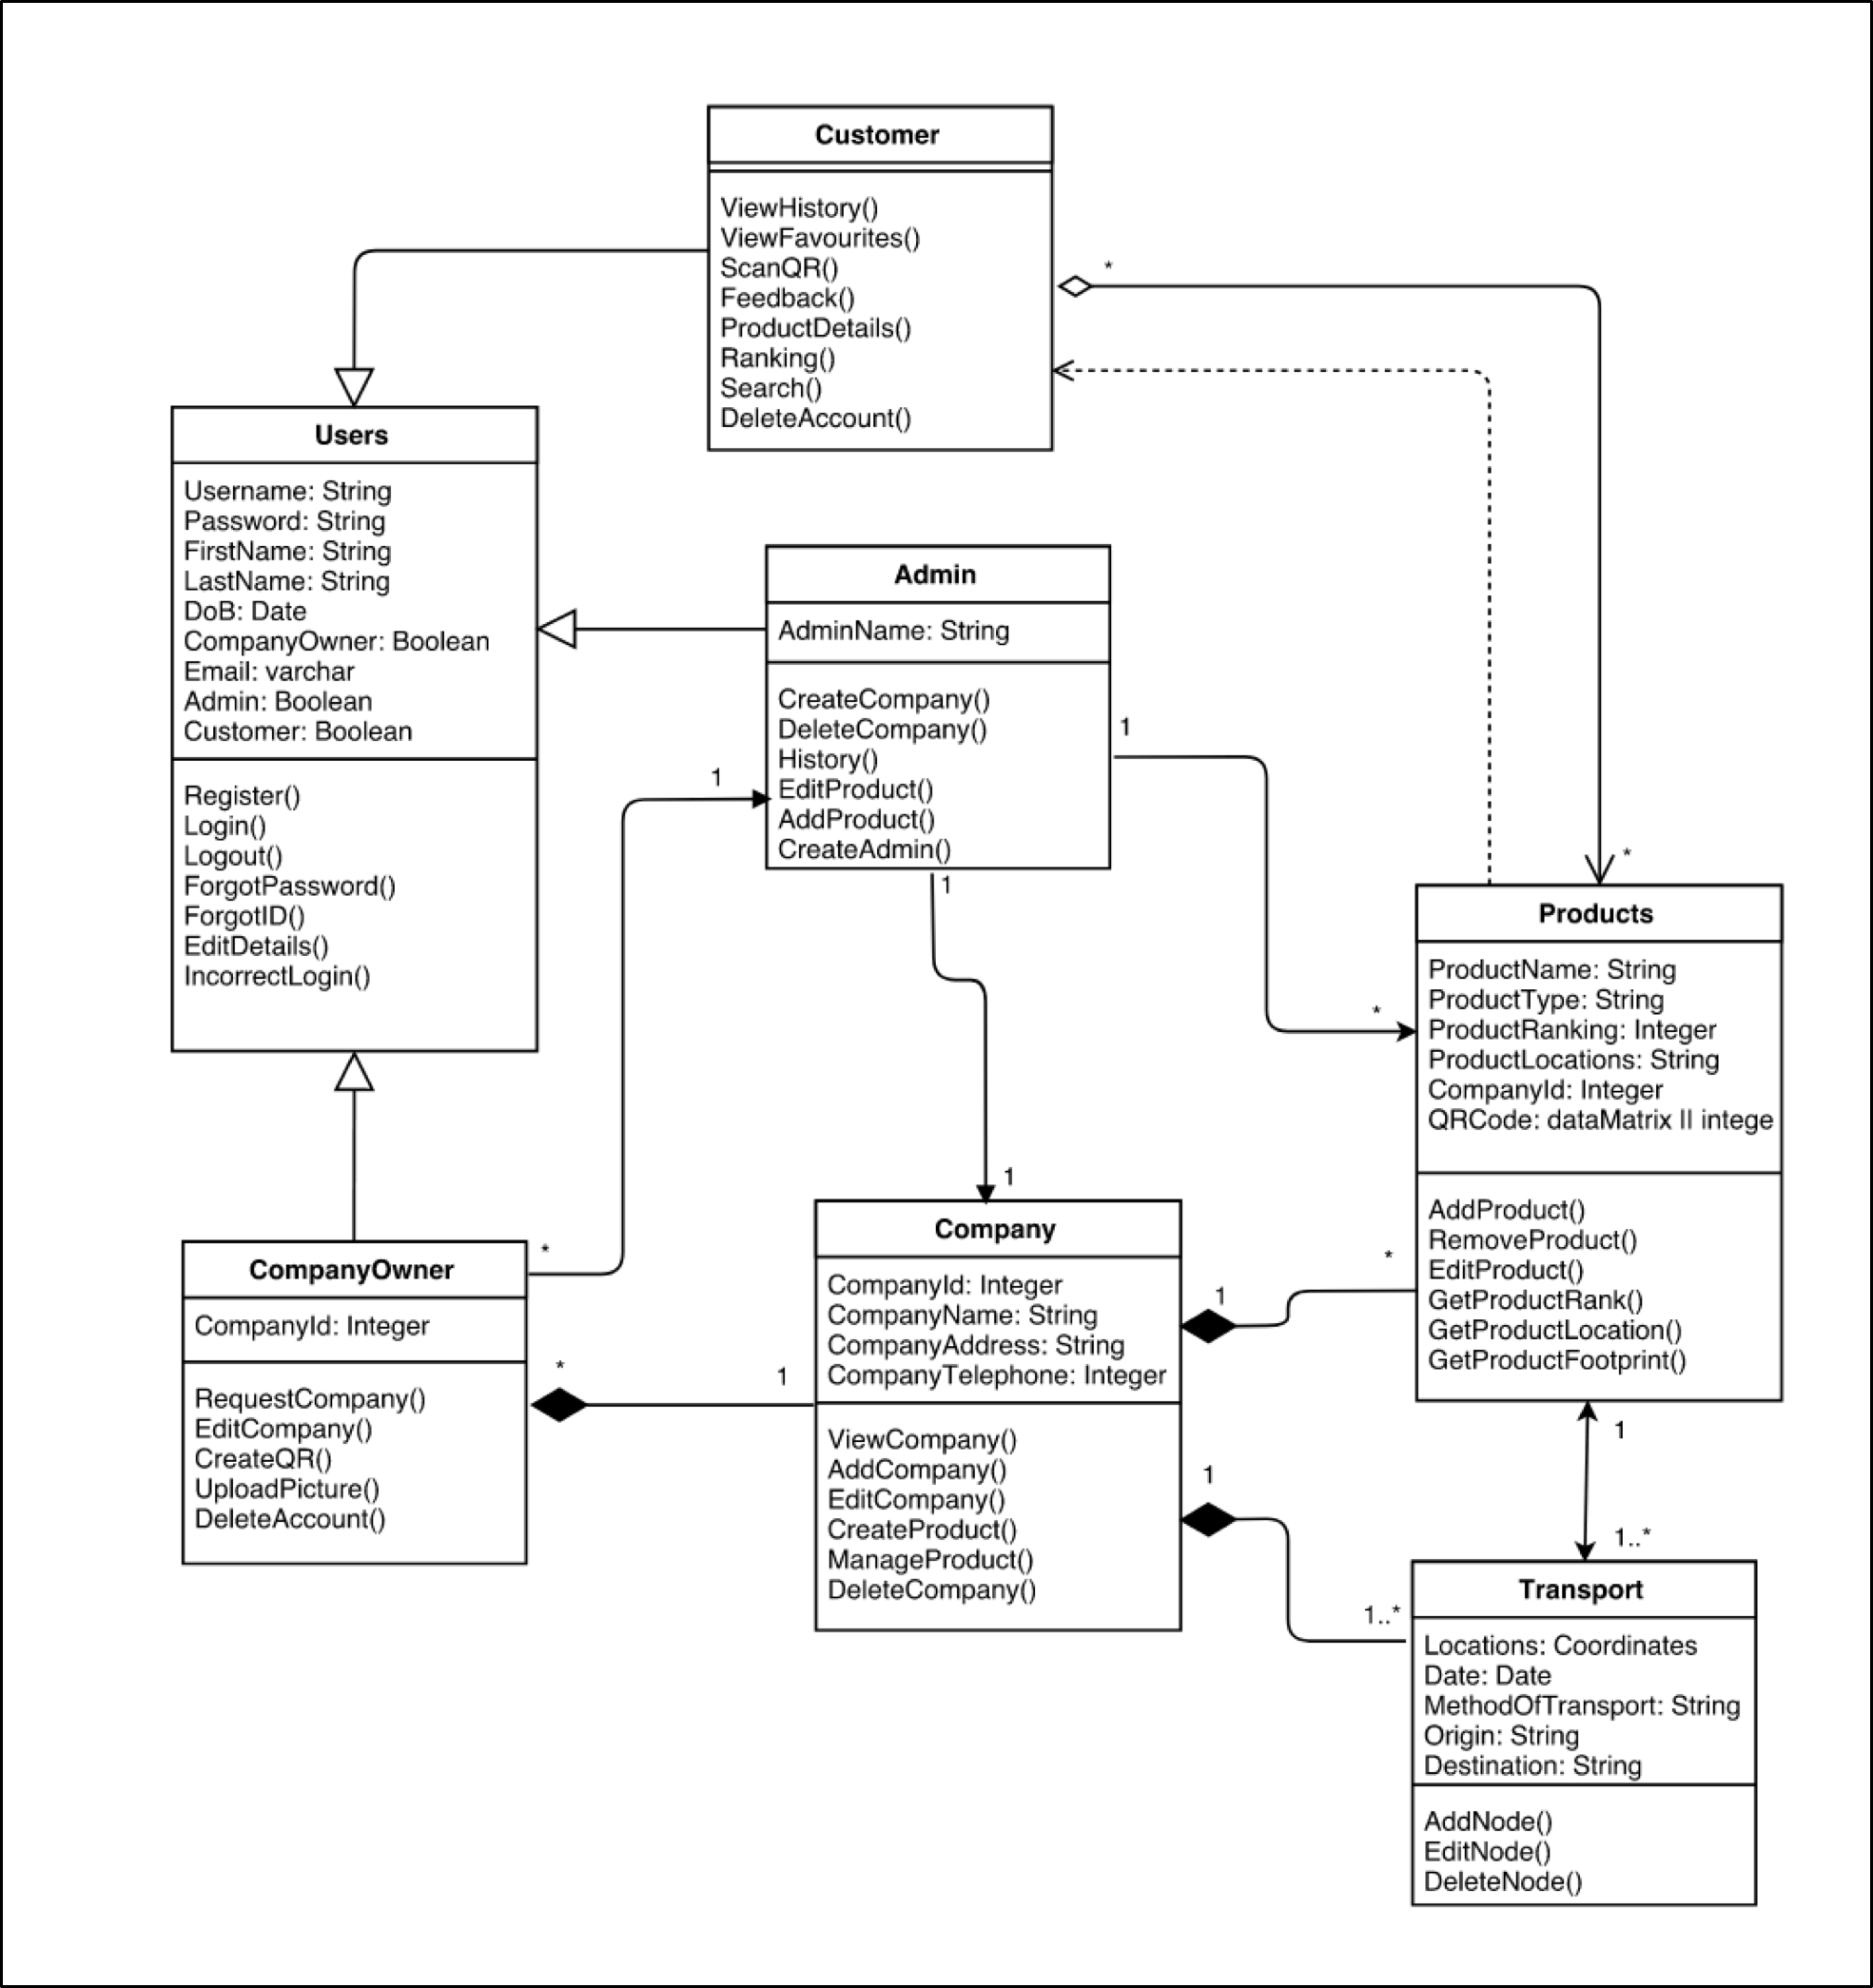 Customer
ViewHistory()
ViewFavourites()
ScanQR()
Feedback()
ProductDetails()
Ranking()
Search()
DeleteAccount()
*
*
Users
Username: String
Password: String
FirstName: String
LastName: String
DoB: Date
CompanyOwner: Boolean
Email: varchar
Admin: Boolean
Customer: Boolean
Register()
Login()
Logout()
ForgotPassword()
ForgotID()
EditDetails()
IncorrectLogin()
Admin
AdminName: String
CreateCompany()
DeleteCompany()
History()
EditProduct()
AddProduct()
CreateAdmin()
1
1
*
1
1
*
Products
ProductName: String
ProductType: String
ProductRanking: Integer
ProductLocations: String
CompanyId: Integer
QRCode: dataMatrix || intege
AddProduct()
RemoveProduct()
EditProduct()
GetProductRank()
GetProductLocation()
GetProductFootprint()
CompanyOwner
CompanyId: Integer
RequestCompany()
EditCompany()
CreateQR()
UploadPicture()
DeleteAccount()
*
1
Company
CompanyId: Integer
CompanyName: String
CompanyAddress: String
CompanyTelephone: Integer
ViewCompany()
AddCompany()
EditCompany()
CreateProduct()
ManageProduct()
DeleteCompany()
1
*
1
1..*
1
1..*
Transport
Locations: Coordinates
Date: Date
MethodOfTransport: String
Origin: String
Destination: String
AddNode()
EditNode()
DeleteNode()